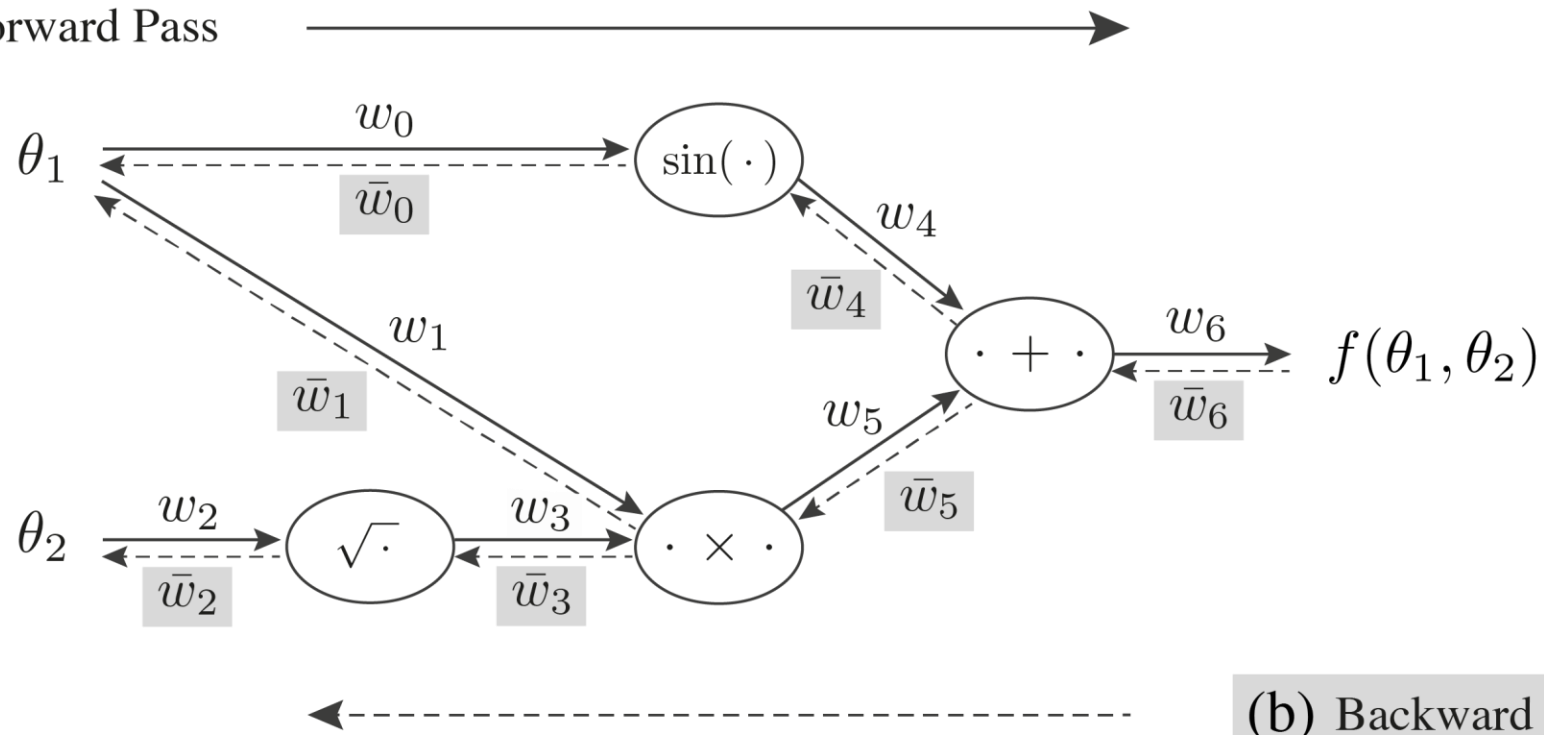 orward Pass
w₀
θ₁
sin( · )
w̄₀
w₄
w̄₄
w₁
w₆
· + ·
f(θ₁, θ₂)
w̄₁
w₅
w̄₆
w̄₅
w₂
w₃
θ₂
√·
· × ·
w̄₂
w̄₃
(b) Backward